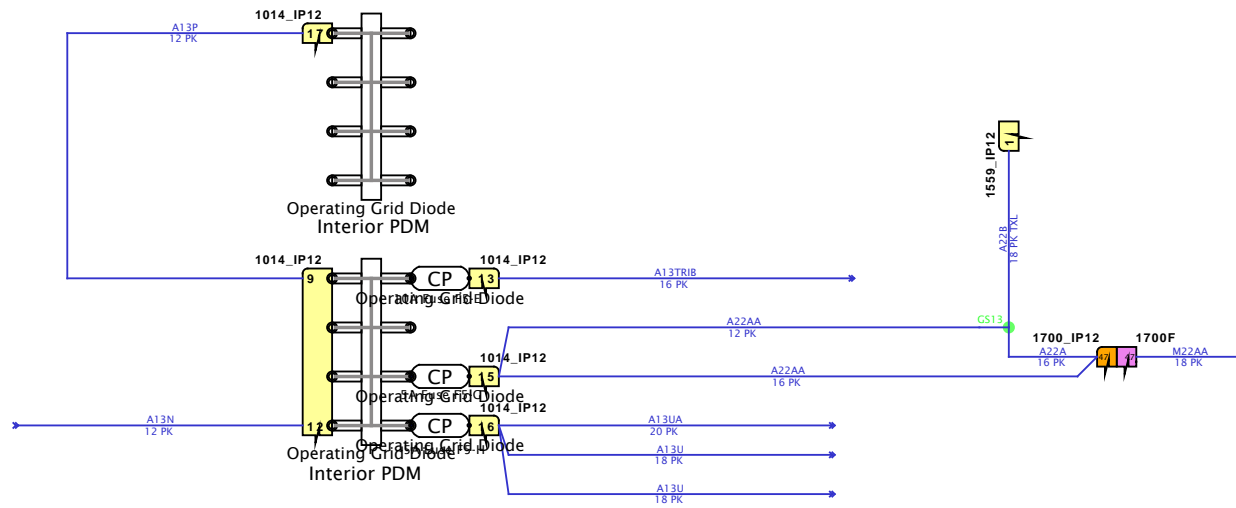 1014_IP12
A13P
12 PK
17
Operating Grid Diode
Interior PDM
1
1559_IP12
A22B
18 PK TXL
1014_IP12
9
CP
1014_IP12
13
A13TRIB
16 PK
Operating Grid Diode
A22AA
12 PK
GS13
1700_IP12
1700F
A22A
16 PK
47
47
M22AA
18 PK
1014_IP12
CP
15
A22AA
16 PK
Operating Grid Diode
1014_IP12
A13N
12 PK
12
CP
16
A13UA
20 PK
Operating Grid Diode
Operating Grid Diode
Interior PDM
A13U
18 PK
A13U
18 PK